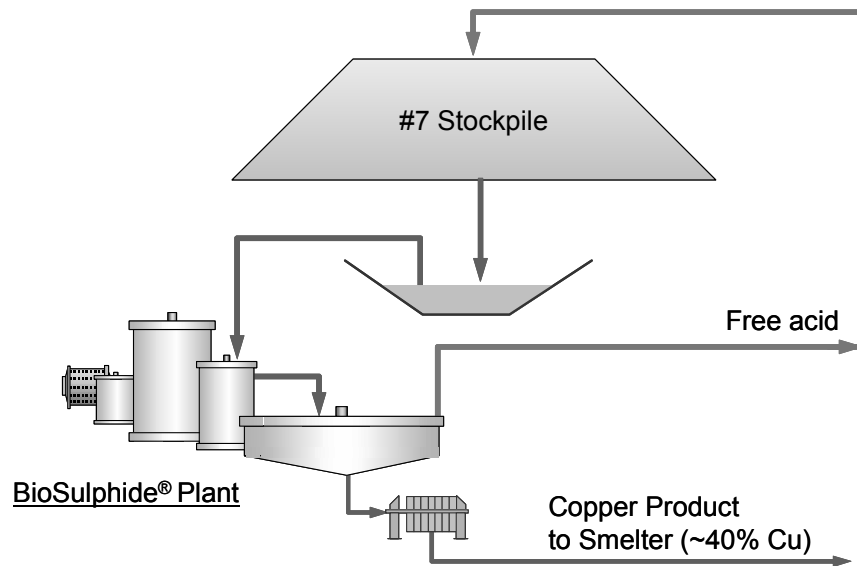 #7 Stockpile
Free acid
BioSulphide® Plant
Copper Product
to Smelter (~40% Cu)